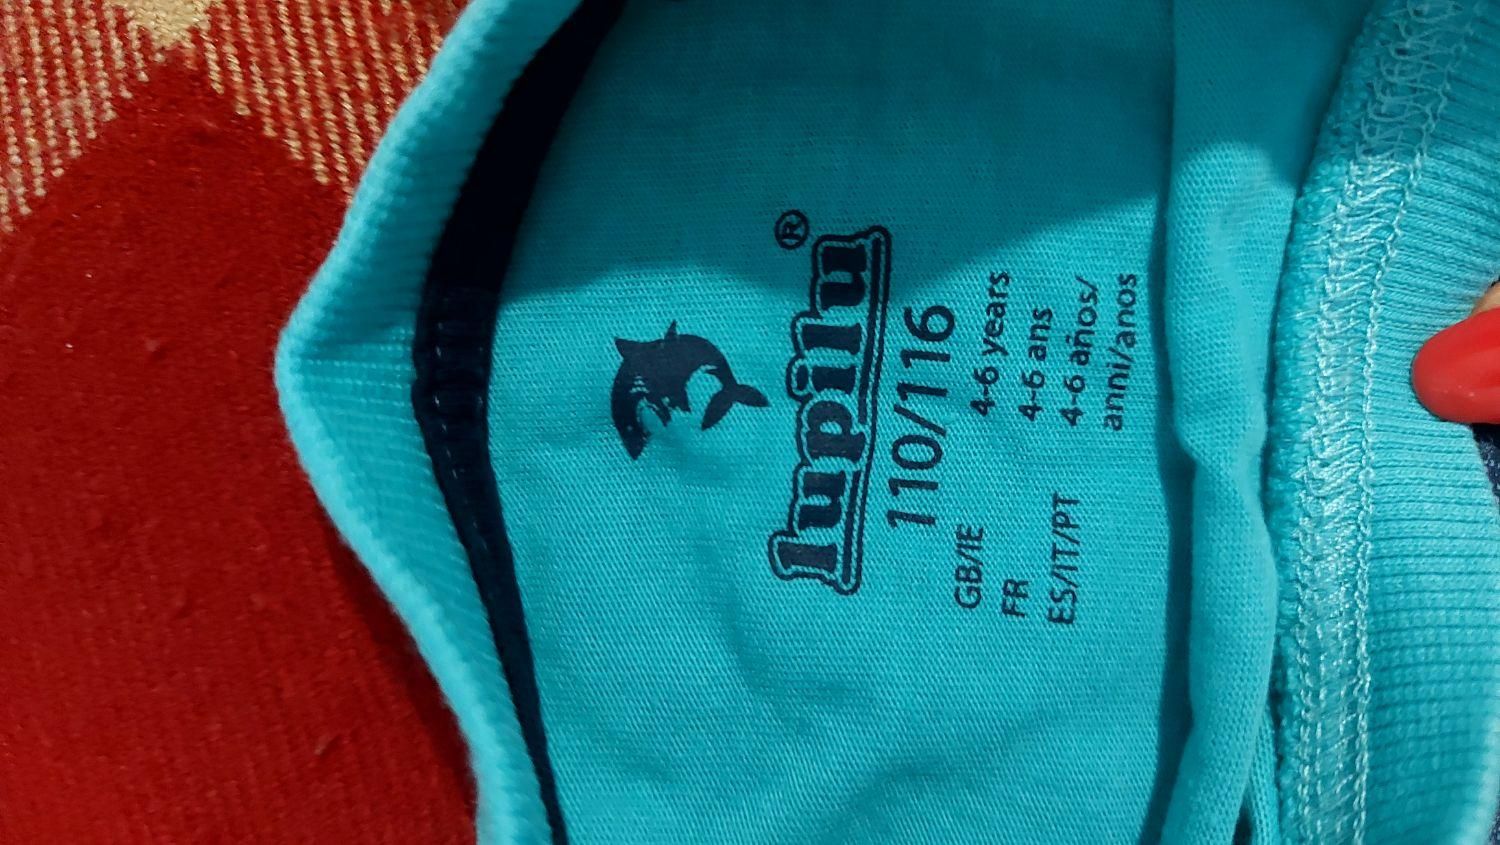 lupilu®
110/116
GB/IE 4-6 years
FR 4-6 ans
ES/IT/PT 4-6 años/
anni/anos